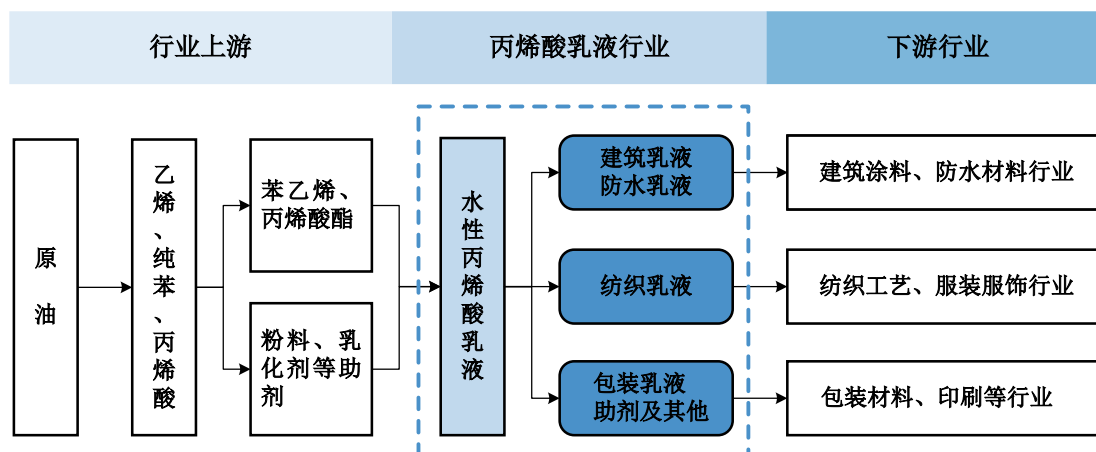 行业上游
丙烯酸乳液行业
下游行业
原油
乙烯、纯苯、丙烯酸
苯乙烯、
丙烯酸酯
粉料、乳
化剂等助
剂
水性丙烯酸乳液
建筑乳液
防水乳液
纺织乳液
包装乳液
助剂及其他
建筑涂料、防水材料行业
纺织工艺、服装服饰行业
包装材料、印刷等行业